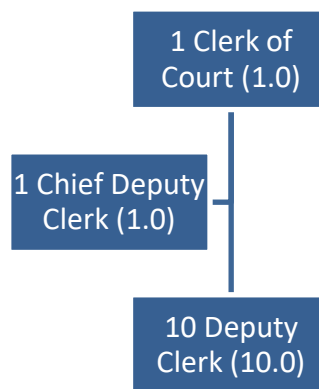 1 Clerk of
Court (1.0)
1 Chief Deputy
Clerk (1.0)
10 Deputy
Clerk (10.0)